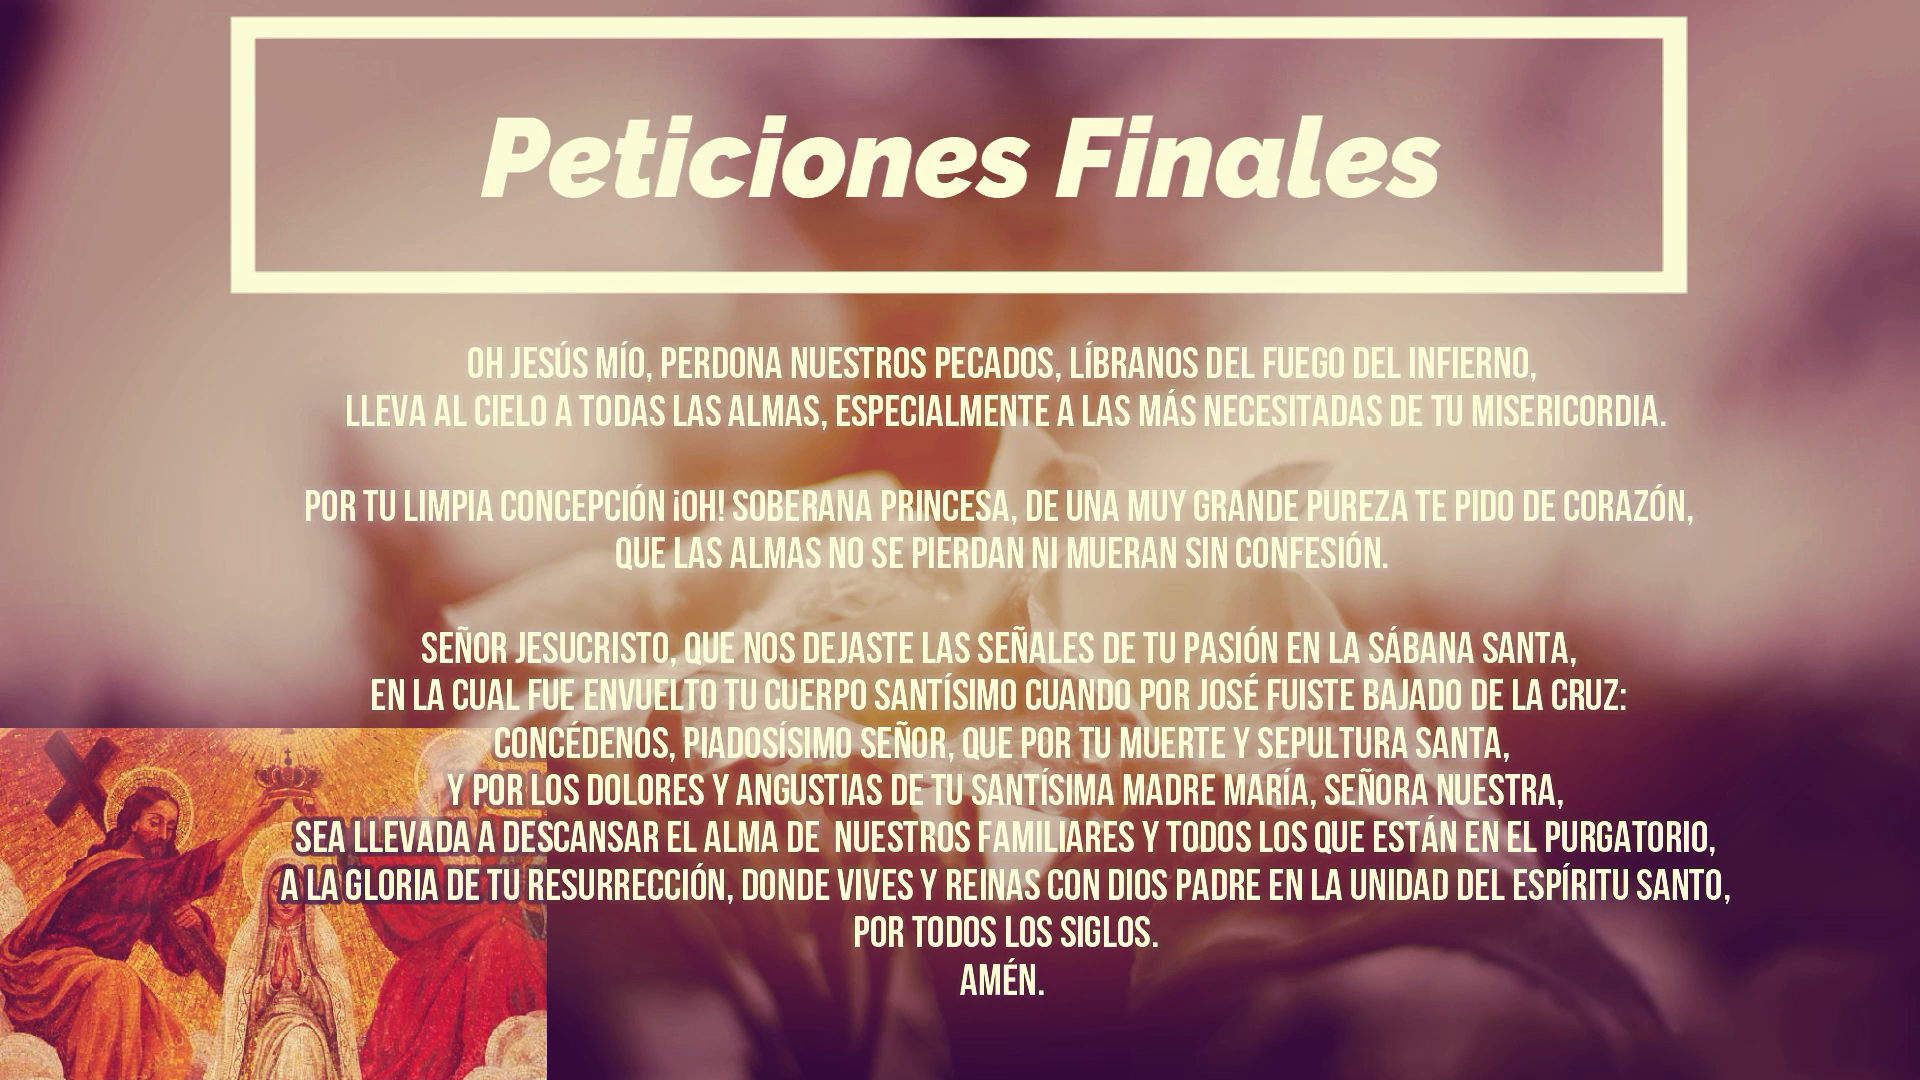 Peticiones Finales
OH JESÚS MÍO, PERDONA NUESTROS PECADOS, LÍBRANOS DEL FUEGO DEL INFIERNO,
LLEVA AL CIELO A TODAS LAS ALMAS, ESPECIALMENTE A LAS MÁS NECESITADAS DE TU MISERICORDIA.
POR TU LIMPIA CONCEPCIÓN ¡OH! SOBERANA PRINCESA, DE UNA MUY GRANDE PUREZA TE PIDO DE CORAZÓN,
QUE LAS ALMAS NO SE PIERDAN NI MUERAN SIN CONFESIÓN.
SEÑOR JESUCRISTO, QUE NOS DEJASTE LAS SEÑALES DE TU PASIÓN EN LA SÁBANA SANTA,
EN LA CUAL FUE ENVUELTO TU CUERPO SANTÍSIMO CUANDO POR JOSÉ FUISTE BAJADO DE LA CRUZ:
CONCÉDENOS, PIADOSÍSIMO SEÑOR, QUE POR TU MUERTE Y SEPULTURA SANTA,
Y POR LOS DOLORES Y ANGUSTIAS DE TU SANTÍSIMA MADRE MARÍA, SEÑORA NUESTRA,
SEA LLEVADA A DESCANSAR EL ALMA DE  NUESTROS FAMILIARES Y TODOS LOS QUE ESTÁN EN EL PURGATORIO,
A LA GLORIA DE TU RESURRECCIÓN, DONDE VIVES Y REINAS CON DIOS PADRE EN LA UNIDAD DEL ESPÍRITU SANTO,
POR TODOS LOS SIGLOS.
AMÉN.